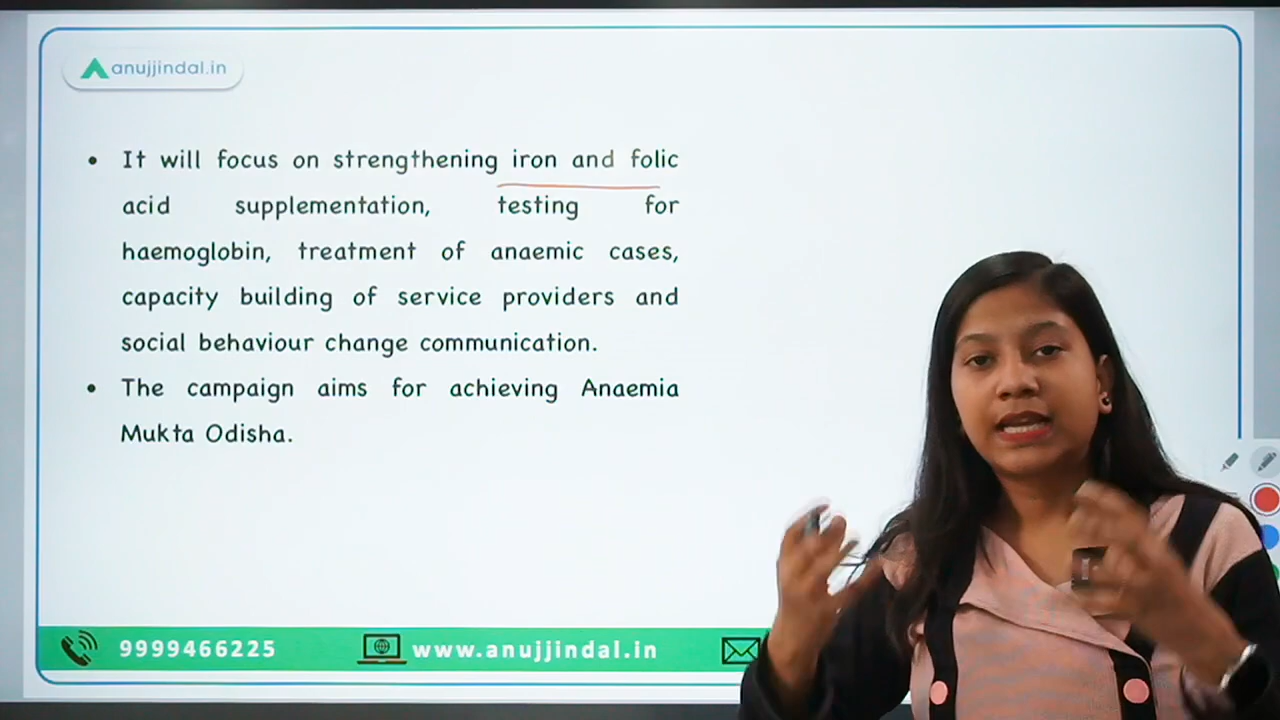 anujjindal.in
• It will focus on strengthening iron and folic
acid supplementation, testing for
haemoglobin, treatment of anaemic cases,
capacity building of service providers and
social behaviour change communication.
• The campaign aims for achieving Anaemia
Mukta Odisha.
9999466225 www.anujjindal.in